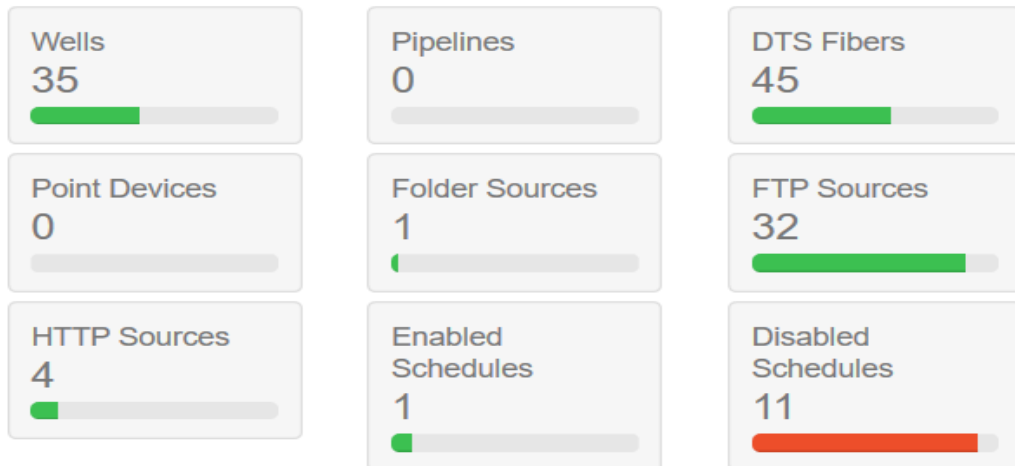 Wells
35
Pipelines
0
DTS Fibers
45
Point Devices
0
Folder Sources
1
FTP Sources
32
HTTP Sources
4
Enabled
Schedules
1
Disabled
Schedules
11